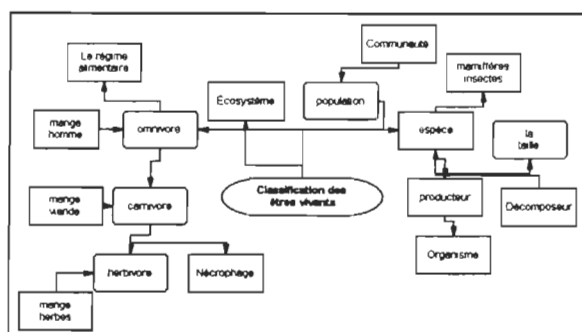 Communauté
Le régime
alimentaire
mammifères
insectes
Écosystème
population
mange
homme
omnivore
espèce
la
taille
Classification des
êtres vivants
mange
viande
carnivore
producteur
Décomposeur
herbivore
Nécrophage
Organisme
mange
herbes